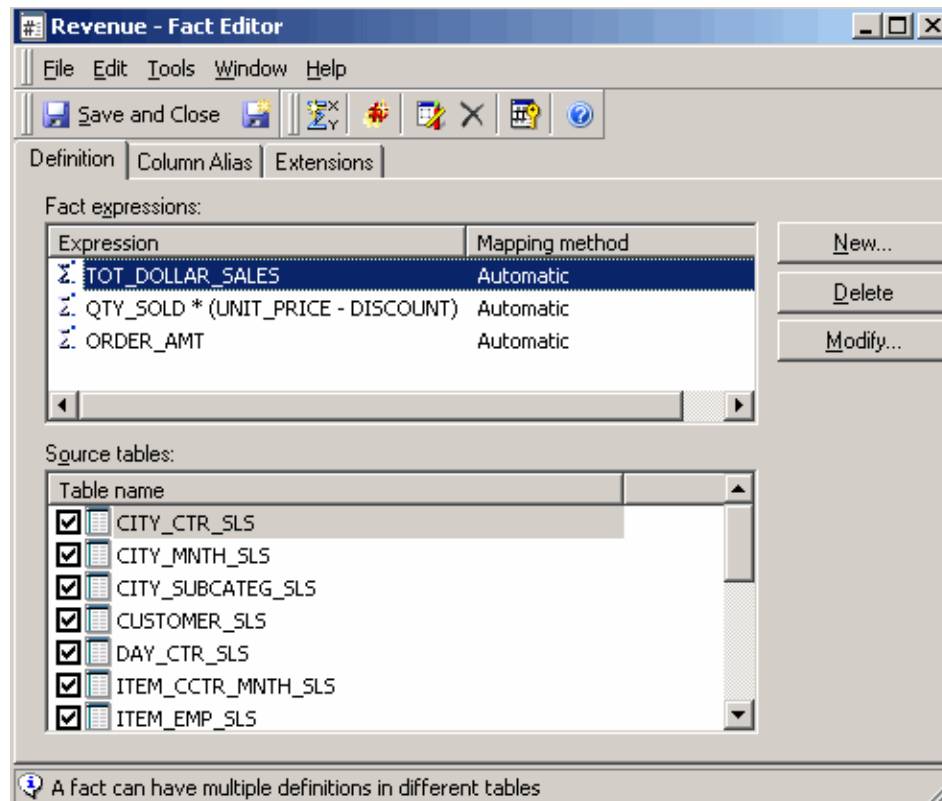 Revenue - Fact Editor
File Edit Tools Window Help
Save and Close
Definition Column Alias Extensions
Fact expressions:
Expression Mapping method
TOT_DOLLAR_SALES Automatic
QTY_SOLD * (UNIT_PRICE - DISCOUNT) Automatic
ORDER_AMT Automatic
New...
Delete
Modify...
Source tables:
Table name
CITY_CTR_SLS
CITY_MNTH_SLS
CITY_SUBCATEG_SLS
CUSTOMER_SLS
DAY_CTR_SLS
ITEM_CCTR_MNTH_SLS
ITEM_EMP_SLS
A fact can have multiple definitions in different tables